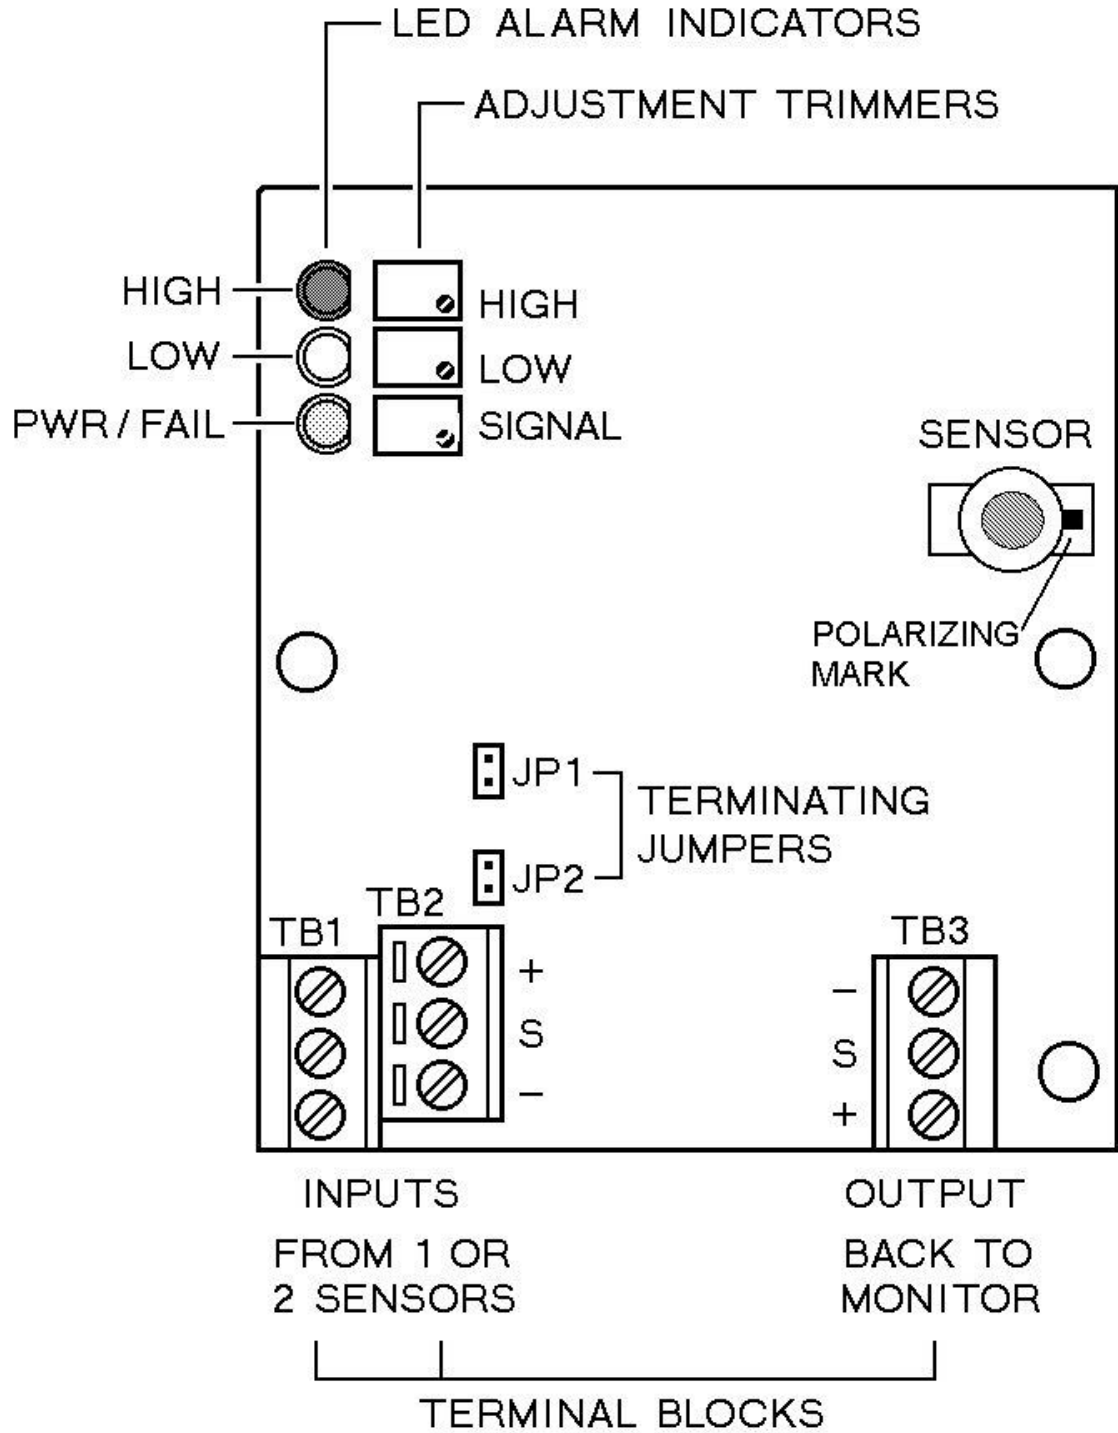 LED ALARM INDICATORS
ADJUSTMENT TRIMMERS
HIGH
HIGH
LOW
LOW
PWR/FAIL
SIGNAL
SENSOR
POLARIZING
MARK
JP1
TERMINATING
JUMPERS
JP2
TB2
TB1
TB3
+
S
−
−
S
+
INPUTS
FROM 1 OR
2 SENSORS
OUTPUT
BACK TO
MONITOR
TERMINAL BLOCKS